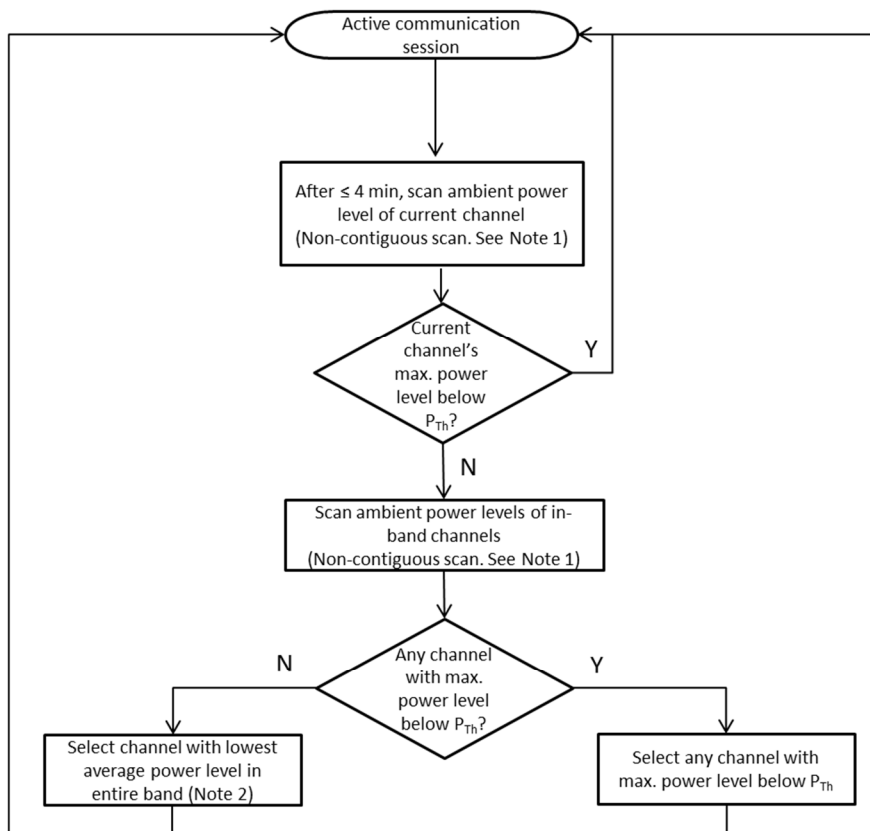 Active communication
session
After ≤ 4 min, scan ambient power
level of current channel
(Non-contiguous scan. See Note 1)
Current
channel's
max. power
level below
P_Th?
Y
N
Scan ambient power levels of in-
band channels
(Non-contiguous scan. See Note 1)
N
Any channel
with max.
power level
below P_Th?
Y
Select channel with lowest
average power level in
entire band (Note 2)
Select any channel with
max. power level below P_Th